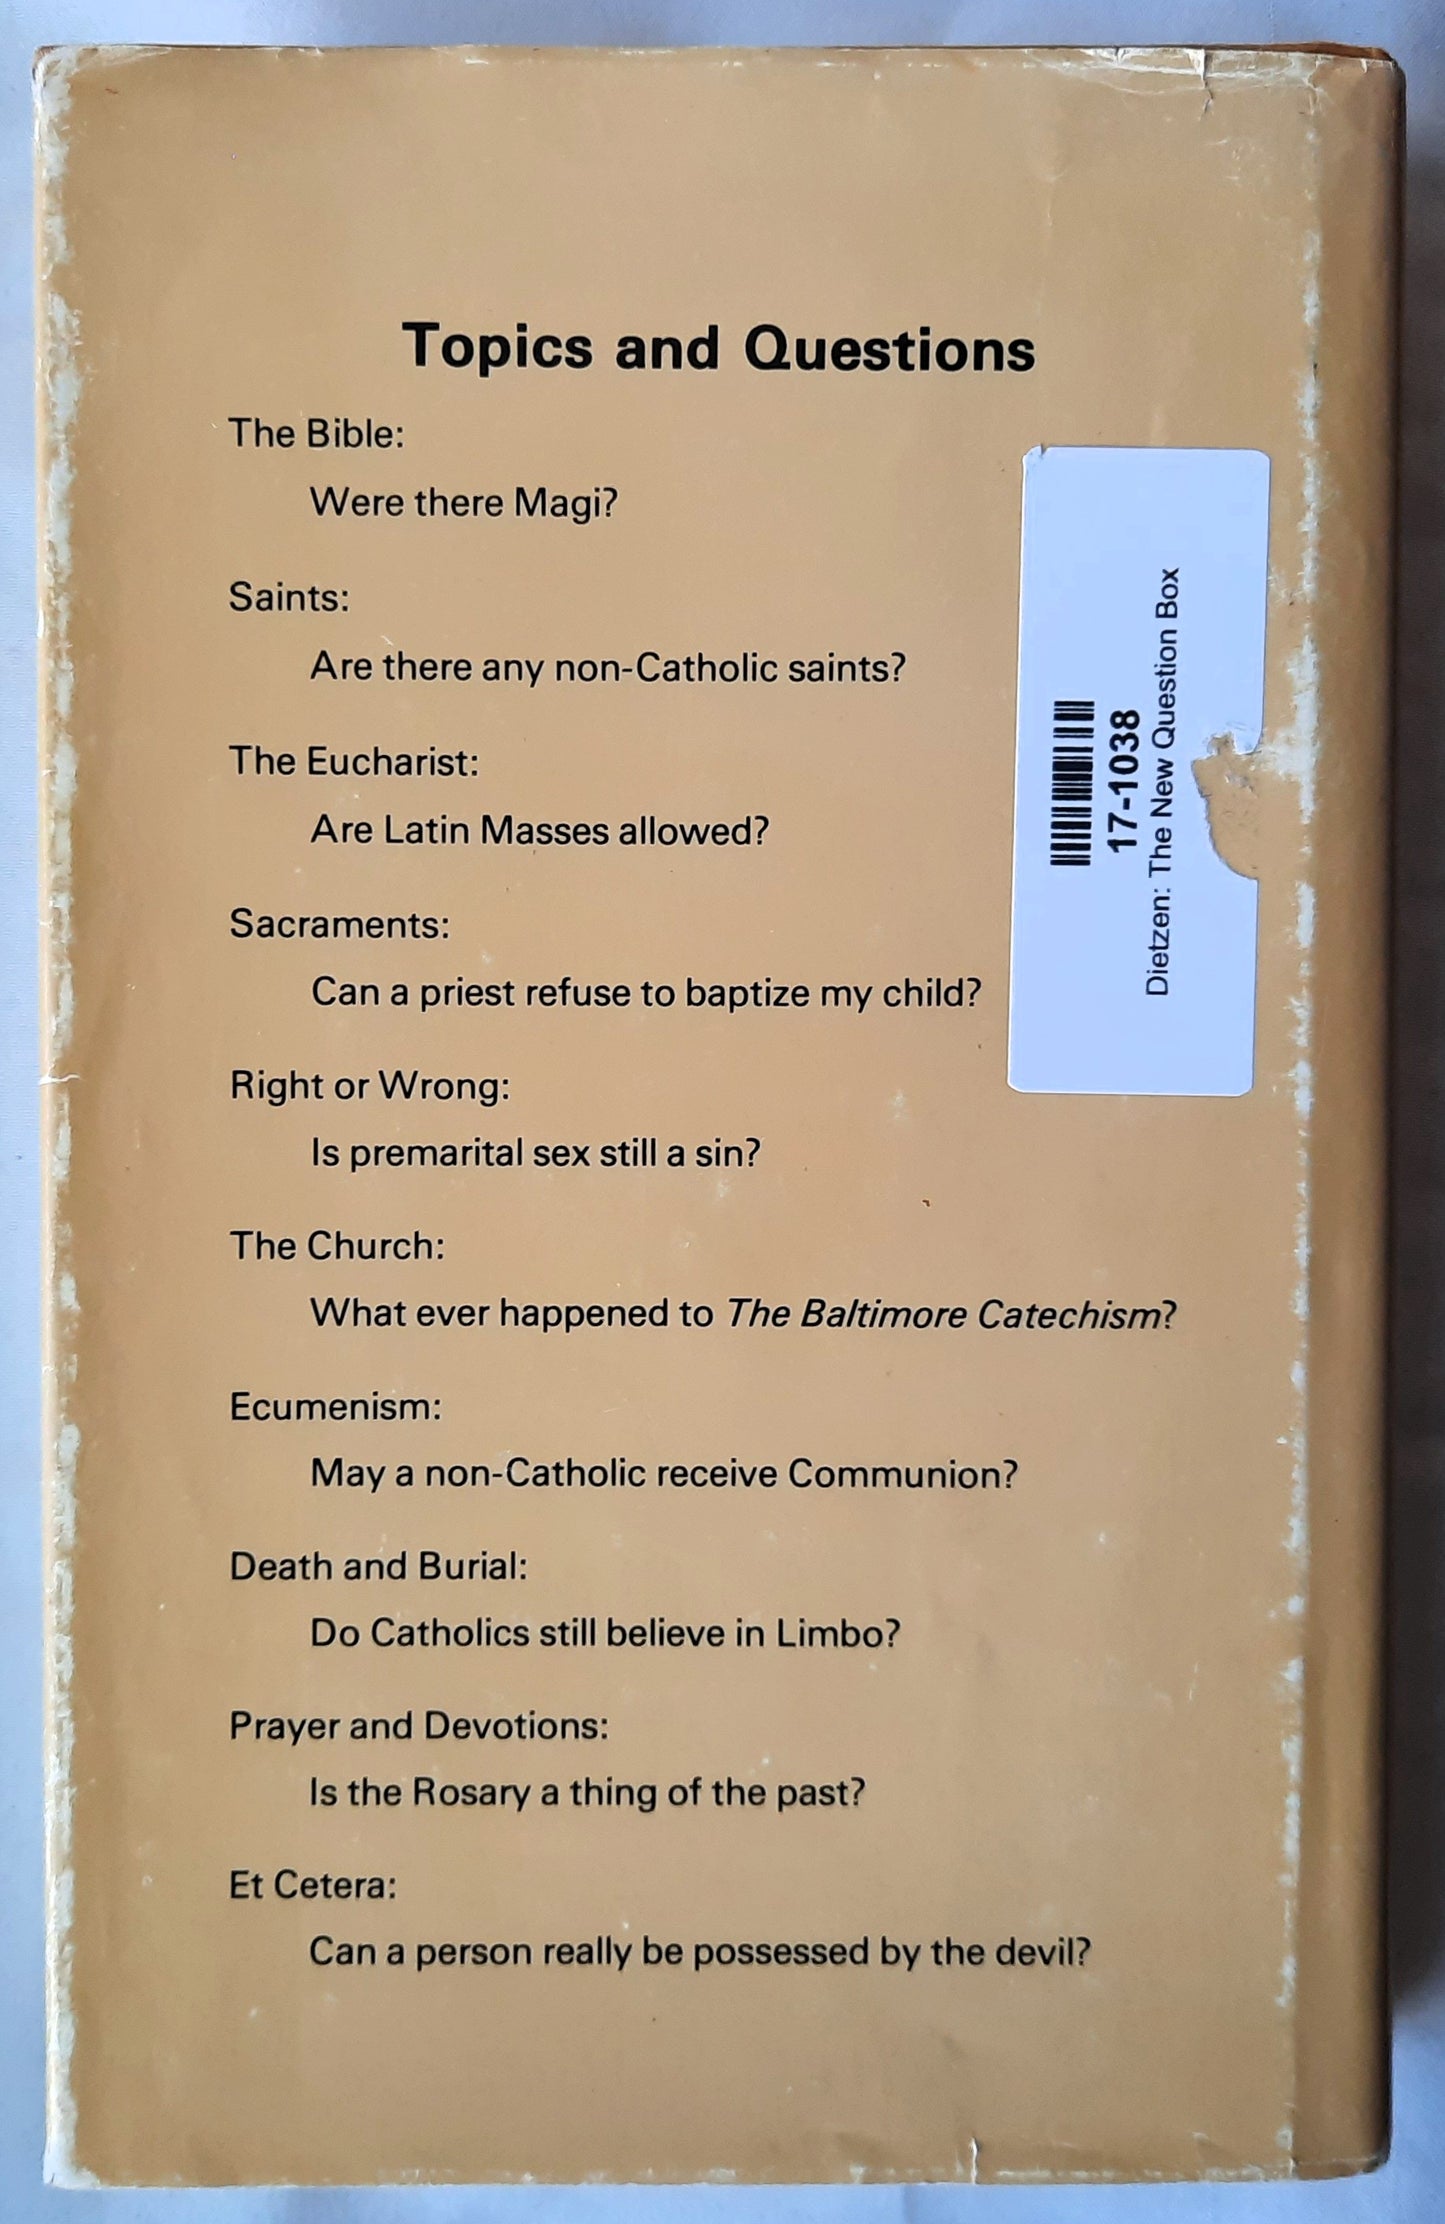 Topics and Questions
The Bible:
Were there Magi?
Saints:
Are there any non-Catholic saints?
The Eucharist:
Are Latin Masses allowed?
Sacraments:
Can a priest refuse to baptize my child?
Right or Wrong:
Is premarital sex still a sin?
The Church:
What ever happened to The Baltimore Catechism?
Ecumenism:
May a non-Catholic receive Communion?
Death and Burial:
Do Catholics still believe in Limbo?
Prayer and Devotions:
Is the Rosary a thing of the past?
Et Cetera:
Can a person really be possessed by the devil?
17-1038
Dietzen: The New Question Box